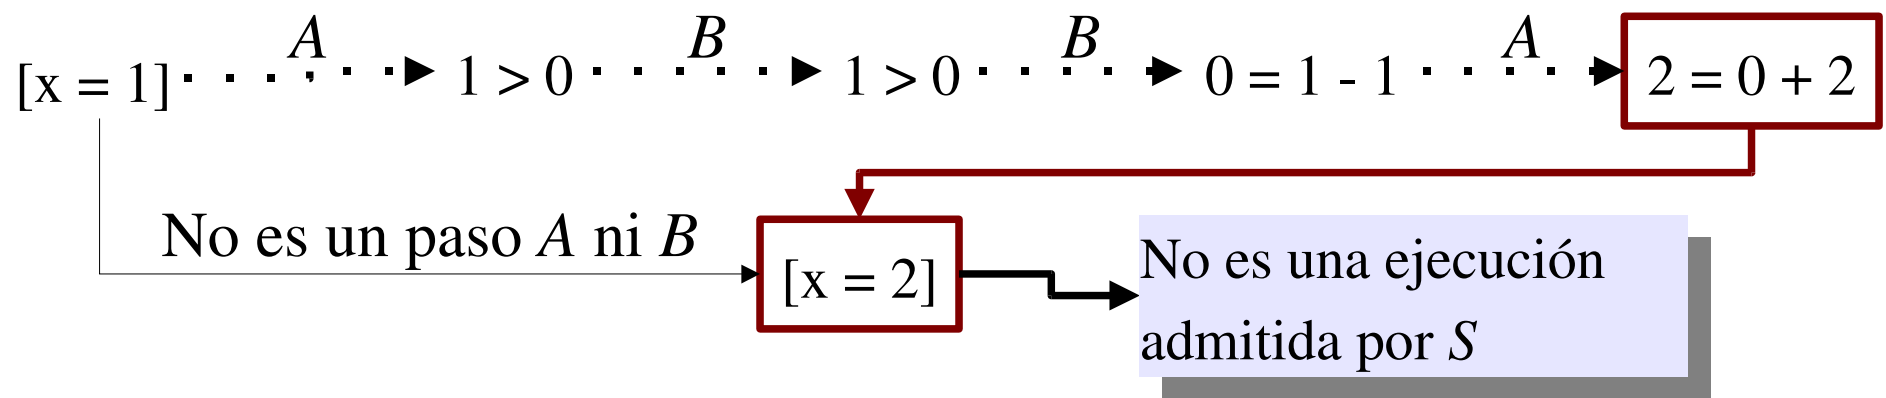 A B B A
[x = 1] 1 > 0 1 > 0 0 = 1 - 1 2 = 0 + 2
No es un paso A ni B
[x = 2]
No es una ejecución
admitida por S